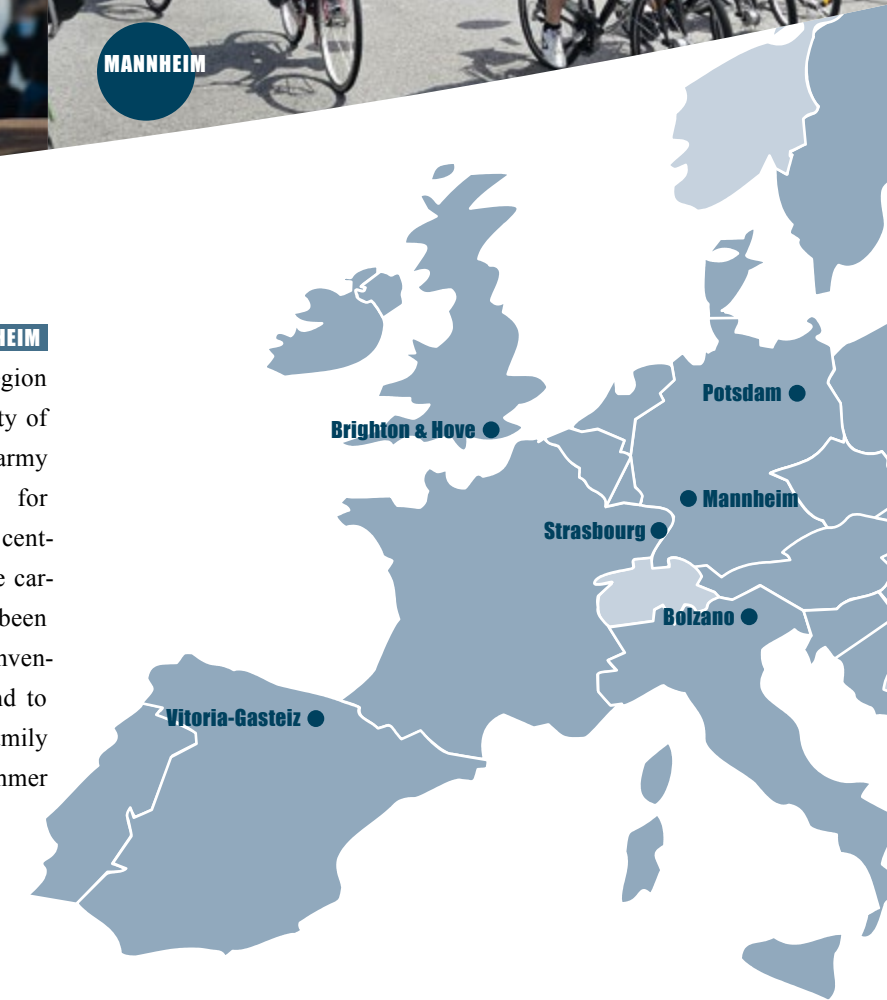 MANNHEIM
HEIM
gion
ty of
army
for
cent-
e car-
been
nven-
nd to
mily
nmer
Potsdam
Brighton & Hove
Mannheim
Strasbourg
Bolzano
Vitoria-Gasteiz